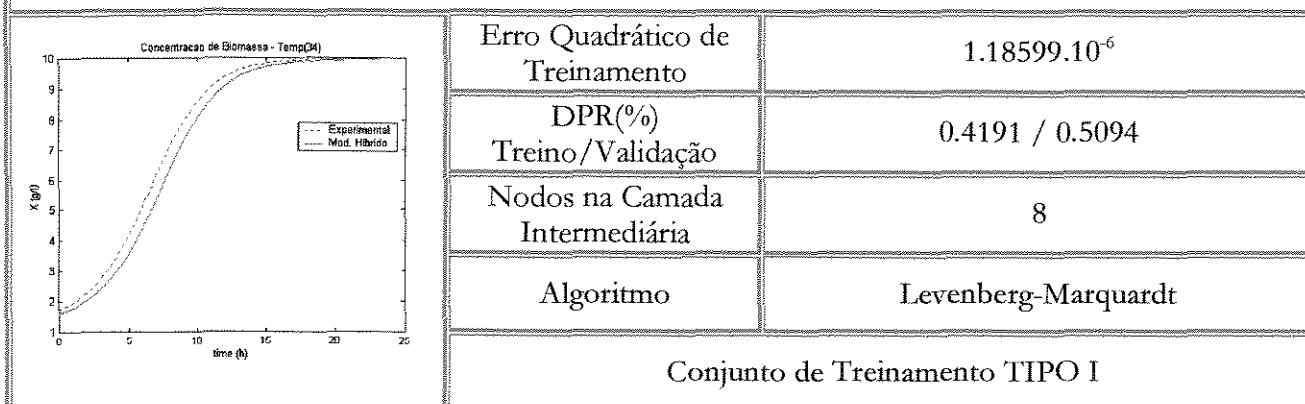 Concentracao de Biomassa - Temp(34)
10
9
8
7
6
5
4
3
2
1
0
5
10
15
20
25
X (g/l)
time (h)
Experimental
Mod. Híbrido
Erro Quadrático de
Treinamento
1.18599.10⁻⁶
DPR(%)
Treino/Validação
0.4191 / 0.5094
Nodos na Camada
Intermediária
8
Algoritmo
Levenberg-Marquardt
Conjunto de Treinamento TIPO I